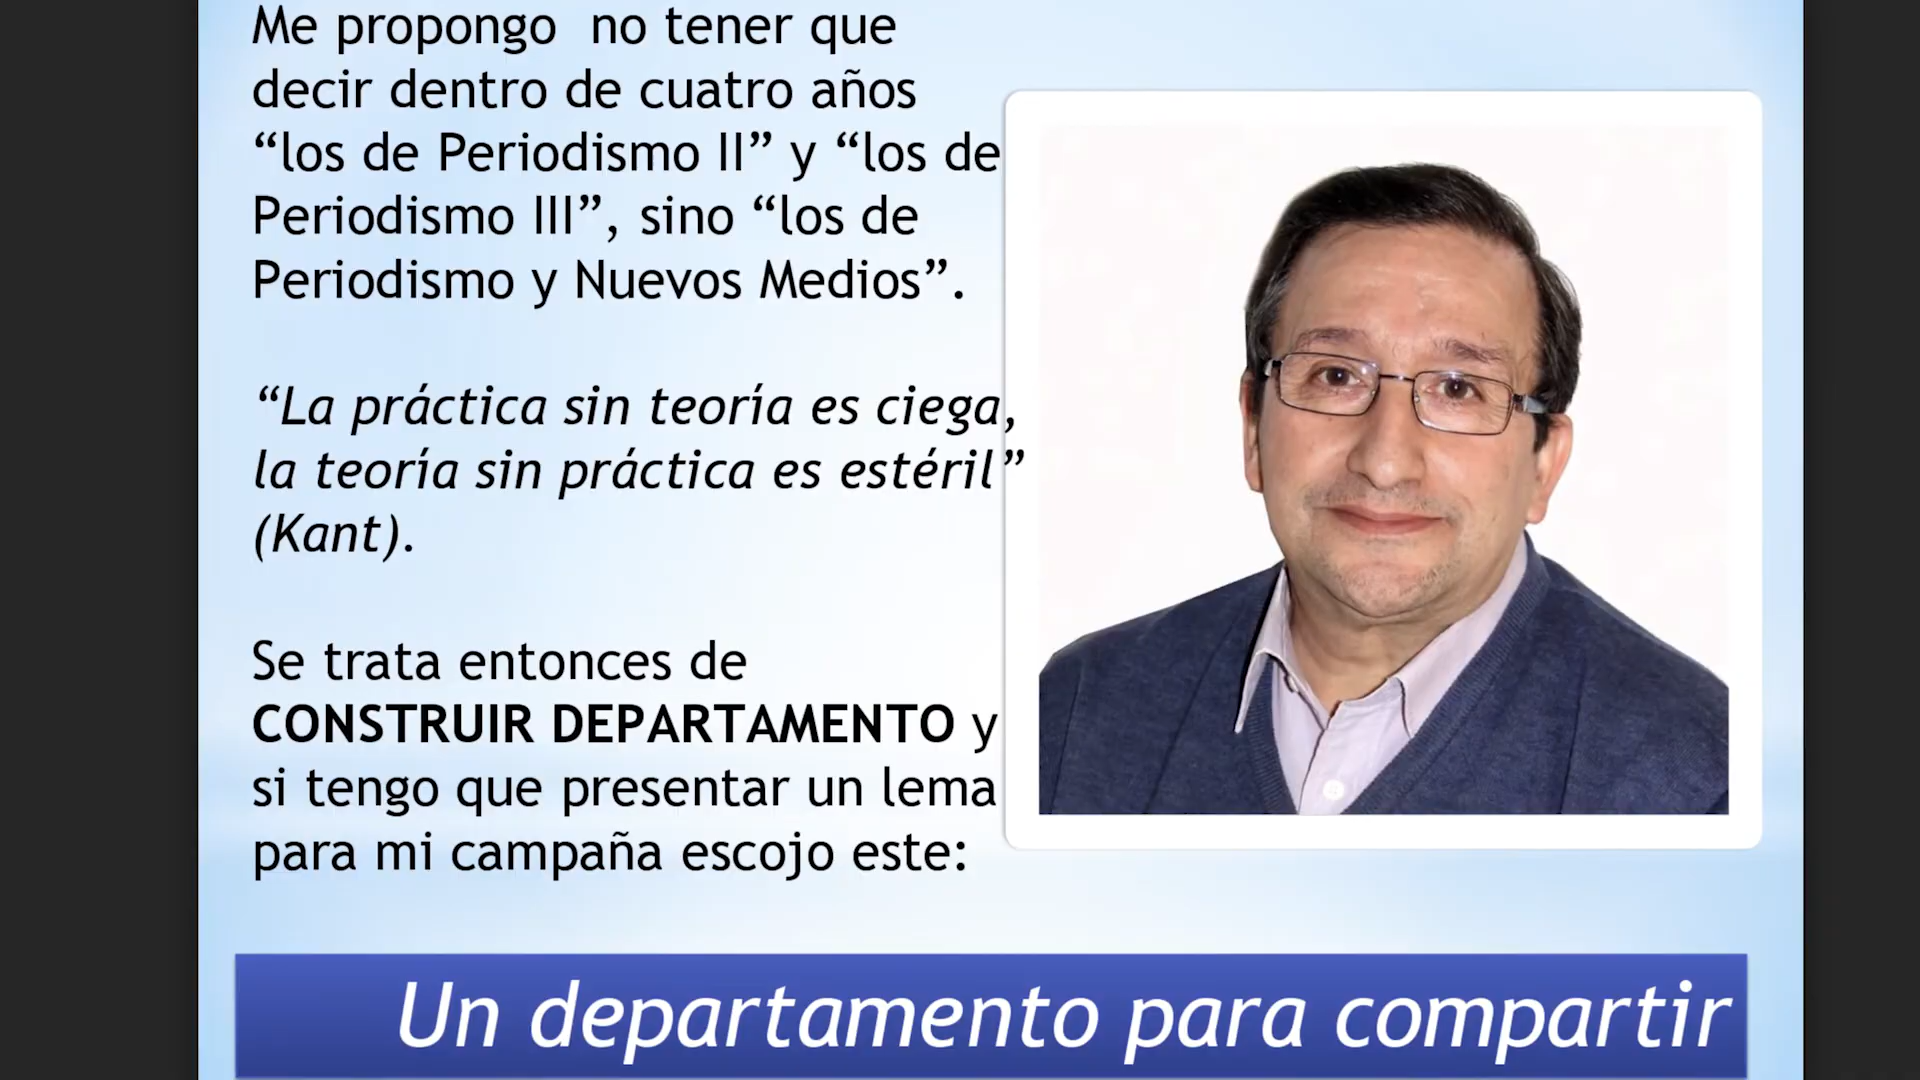 Me propongo  no tener que
decir dentro de cuatro años
“los de Periodismo II” y “los de
Periodismo III”, sino “los de
Periodismo y Nuevos Medios”.
“La práctica sin teoría es ciega,
la teoría sin práctica es estéril”
(Kant).
Se trata entonces de
CONSTRUIR DEPARTAMENTO y
si tengo que presentar un lema
para mi campaña escojo este:
Un departamento para compartir